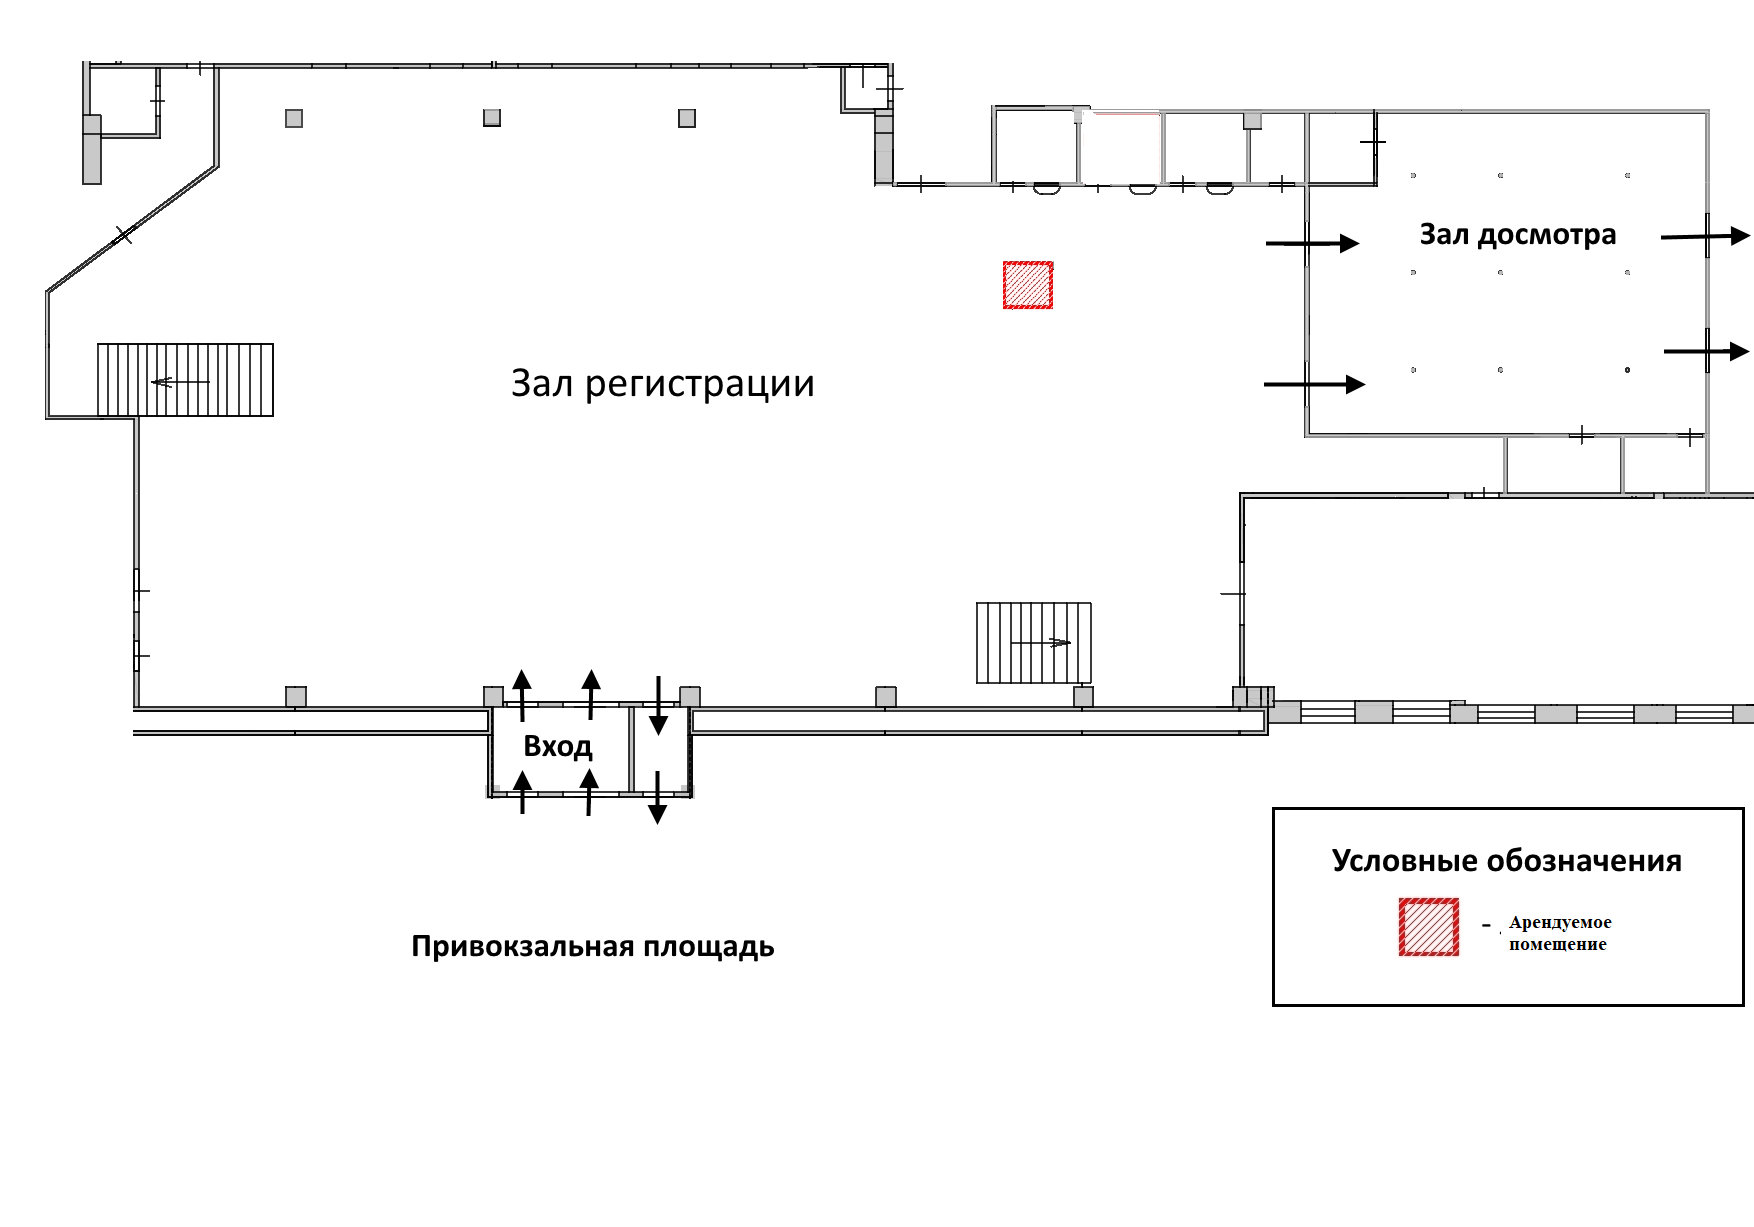 Зал досмотра
Зал регистрации
Вход
Условные обозначения
- . Арендуемое
помещение
Привокзальная площадь